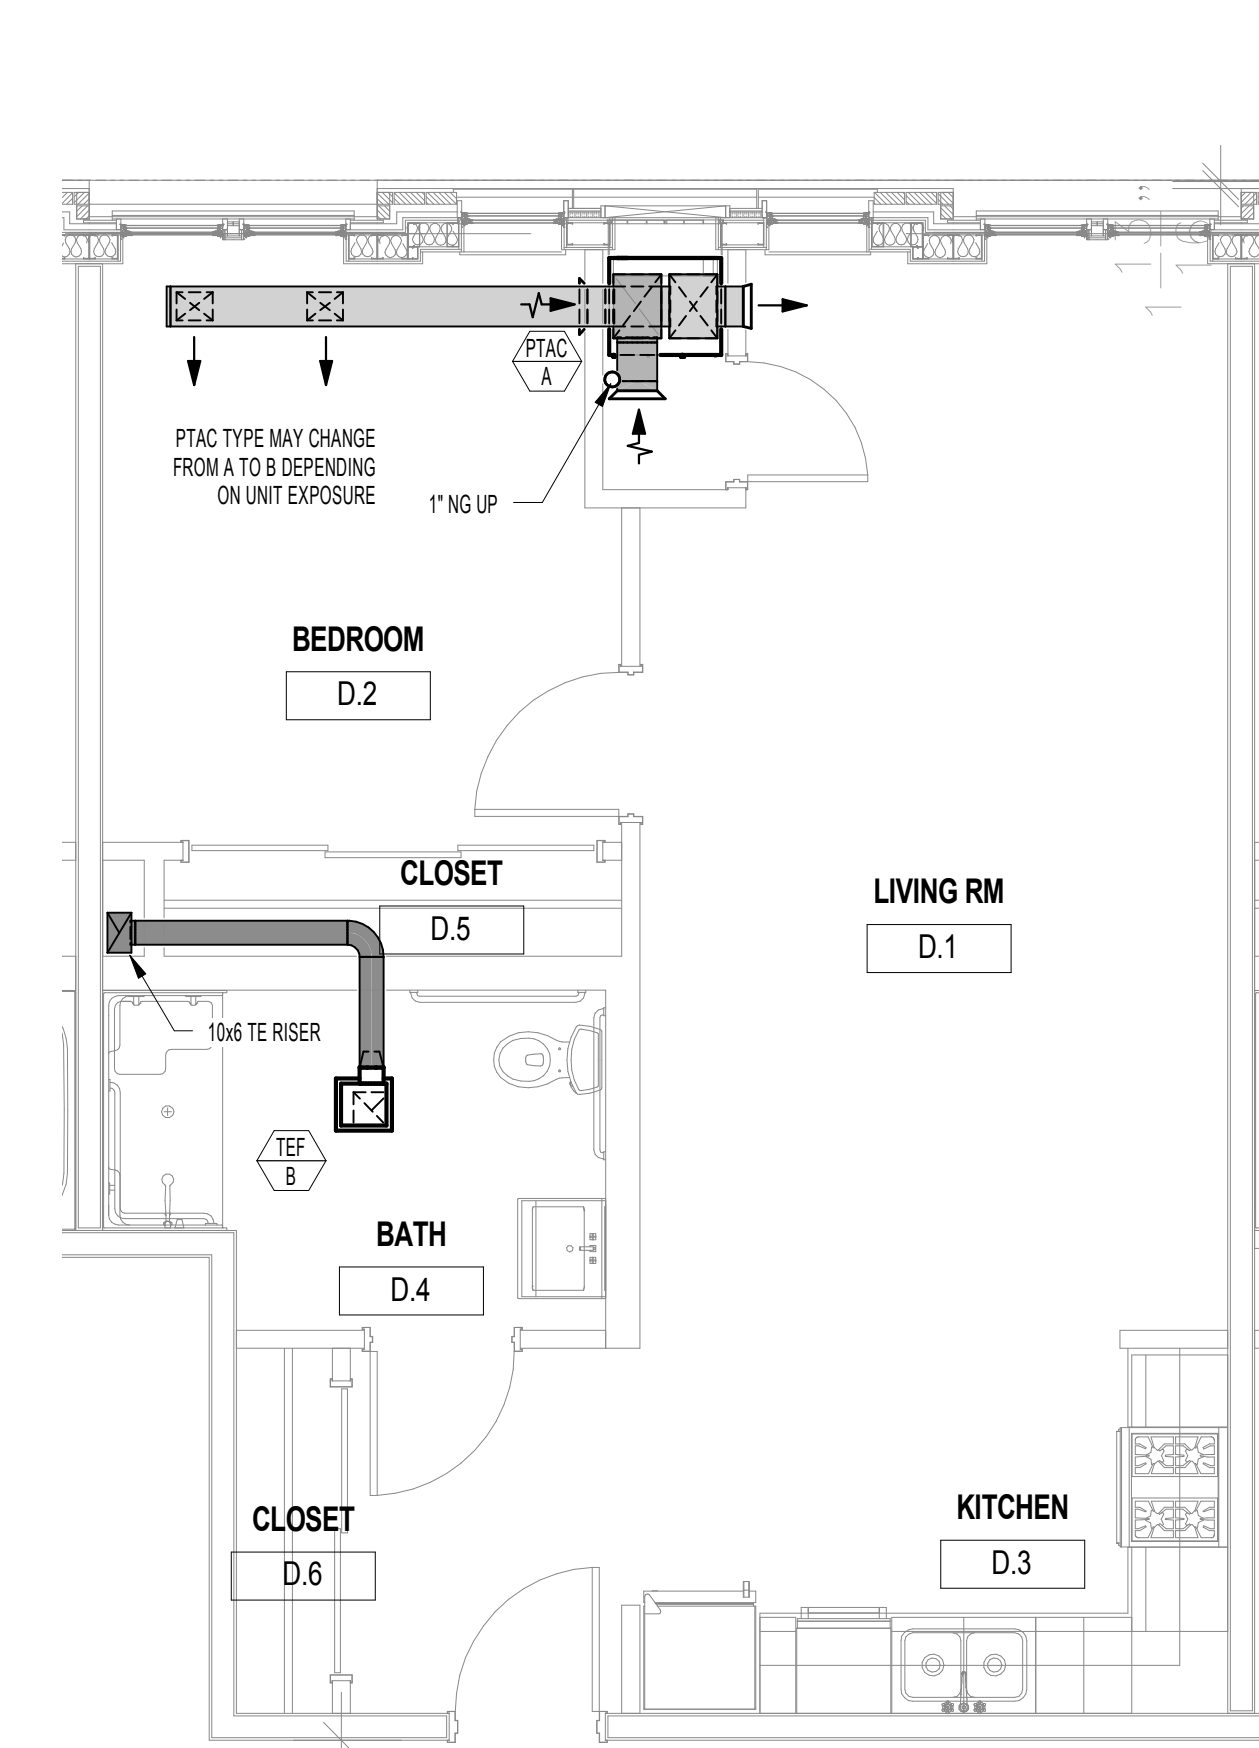 PTAC
A
PTAC TYPE MAY CHANGE
FROM A TO B DEPENDING
ON UNIT EXPOSURE
1" NG UP
BEDROOM
D.2
CLOSET
D.5
LIVING RM
D.1
10x6 TE RISER
TEF
B
BATH
D.4
CLOSET
D.6
KITCHEN
D.3